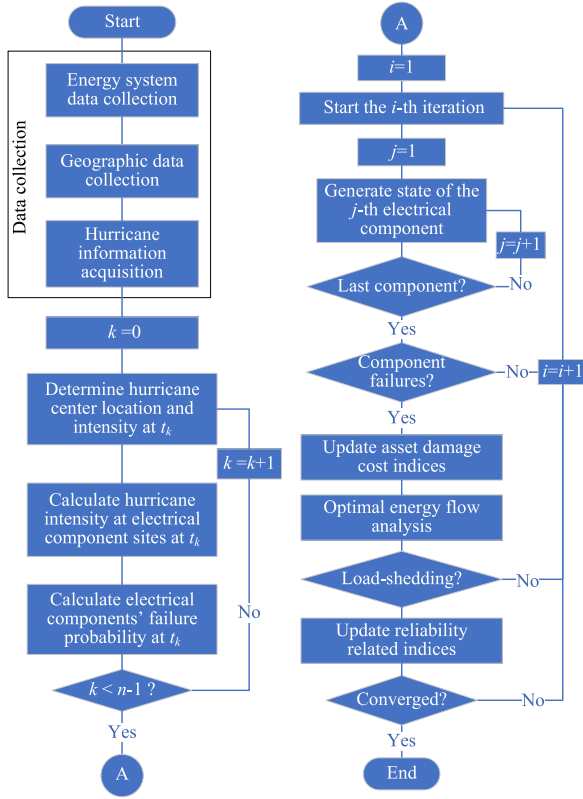 Start
Data collection
Energy system
data collection
Geographic data
collection
Hurricane
information
acquisition
k =0
Determine hurricane
center location and
intensity at tₖ
k =k+1
Calculate hurricane
intensity at electrical
component sites at tₖ
Calculate electrical
components’ failure
probability at tₖ
No
k < n-1 ?
Yes
A
A
i=1
Start the i-th iteration
j=1
Generate state of the
j-th electrical
component
j=j+1
Last component?
No
Yes
Component
failures?
No
i=i+1
Yes
Update asset damage
cost indices
Optimal energy flow
analysis
Load-shedding?
No
Update reliability
related indices
Converged?
No
Yes
End